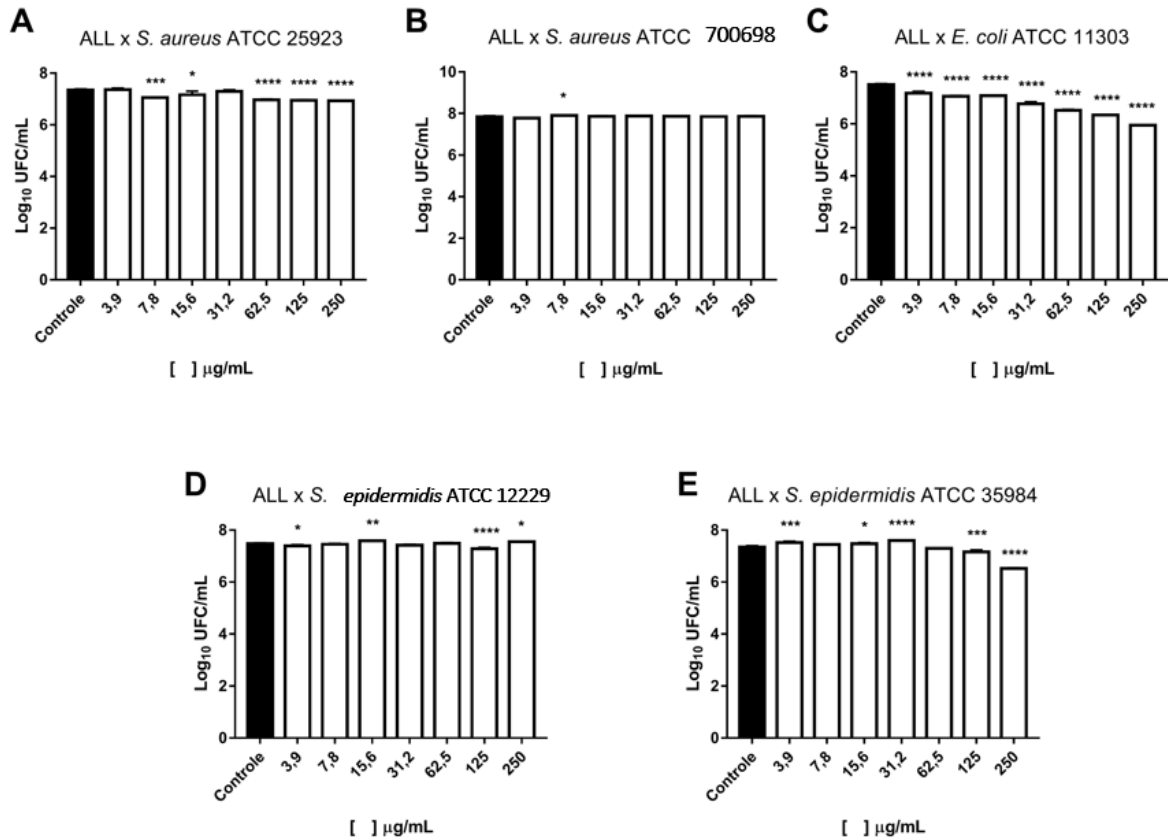 A
ALL x S. aureus ATCC 25923
Log10 UFC/mL
8
6
4
2
0
*** * **** **** ****
Controle 3,9 7,8 15,6 31,2 62,5 125 250
[ ] µg/mL
B
ALL x S. aureus ATCC 700698
Log10 UFC/mL
10
8
6
4
2
0
*
Controle 3,9 7,8 15,6 31,2 62,5 125 250
[ ] µg/mL
C
ALL x E. coli ATCC 11303
Log10 UFC/mL
8
6
4
2
0
**** **** **** **** **** **** ****
Controle 3,9 7,8 15,6 31,2 62,5 125 250
[ ] µg/mL
D
ALL x S. epidermidis ATCC 12229
Log10 UFC/mL
8
6
4
2
0
* ** **** *
Controle 3,9 7,8 15,6 31,2 62,5 125 250
[ ] µg/mL
E
ALL x S. epidermidis ATCC 35984
Log10 UFC/mL
8
6
4
2
0
*** * **** *** ****
Controle 3,9 7,8 15,6 31,2 62,5 125 250
[ ] µg/mL